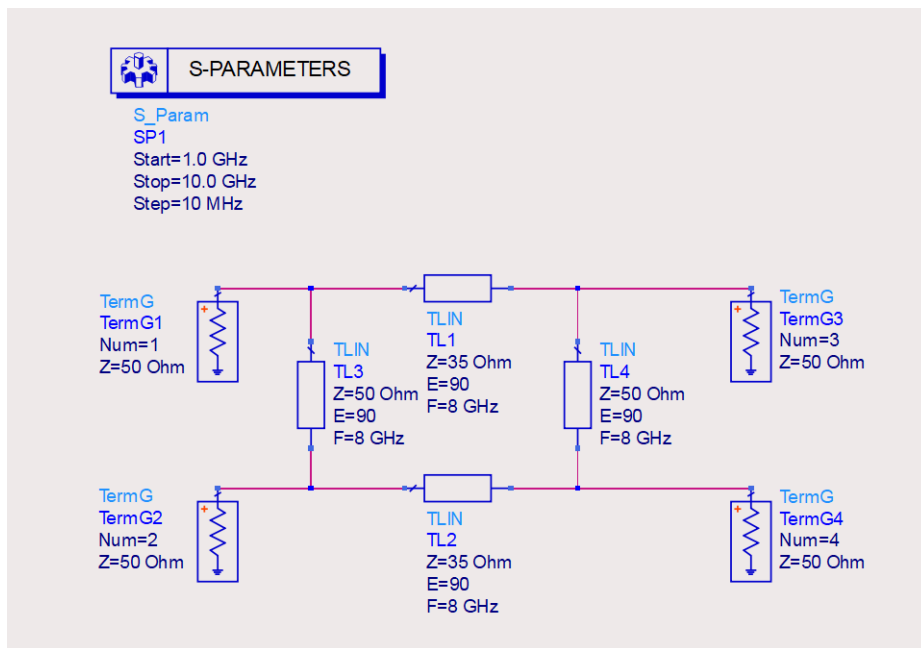 S-PARAMETERS
S_Param
SP1
Start=1.0 GHz
Stop=10.0 GHz
Step=10 MHz
TermG
TermG1
Num=1
Z=50 Ohm
TLIN
TL1
Z=35 Ohm
E=90
F=8 GHz
TermG
TermG3
Num=3
Z=50 Ohm
TLIN
TL3
Z=50 Ohm
E=90
F=8 GHz
TLIN
TL4
Z=50 Ohm
E=90
F=8 GHz
TermG
TermG2
Num=2
Z=50 Ohm
TLIN
TL2
Z=35 Ohm
E=90
F=8 GHz
TermG
TermG4
Num=4
Z=50 Ohm